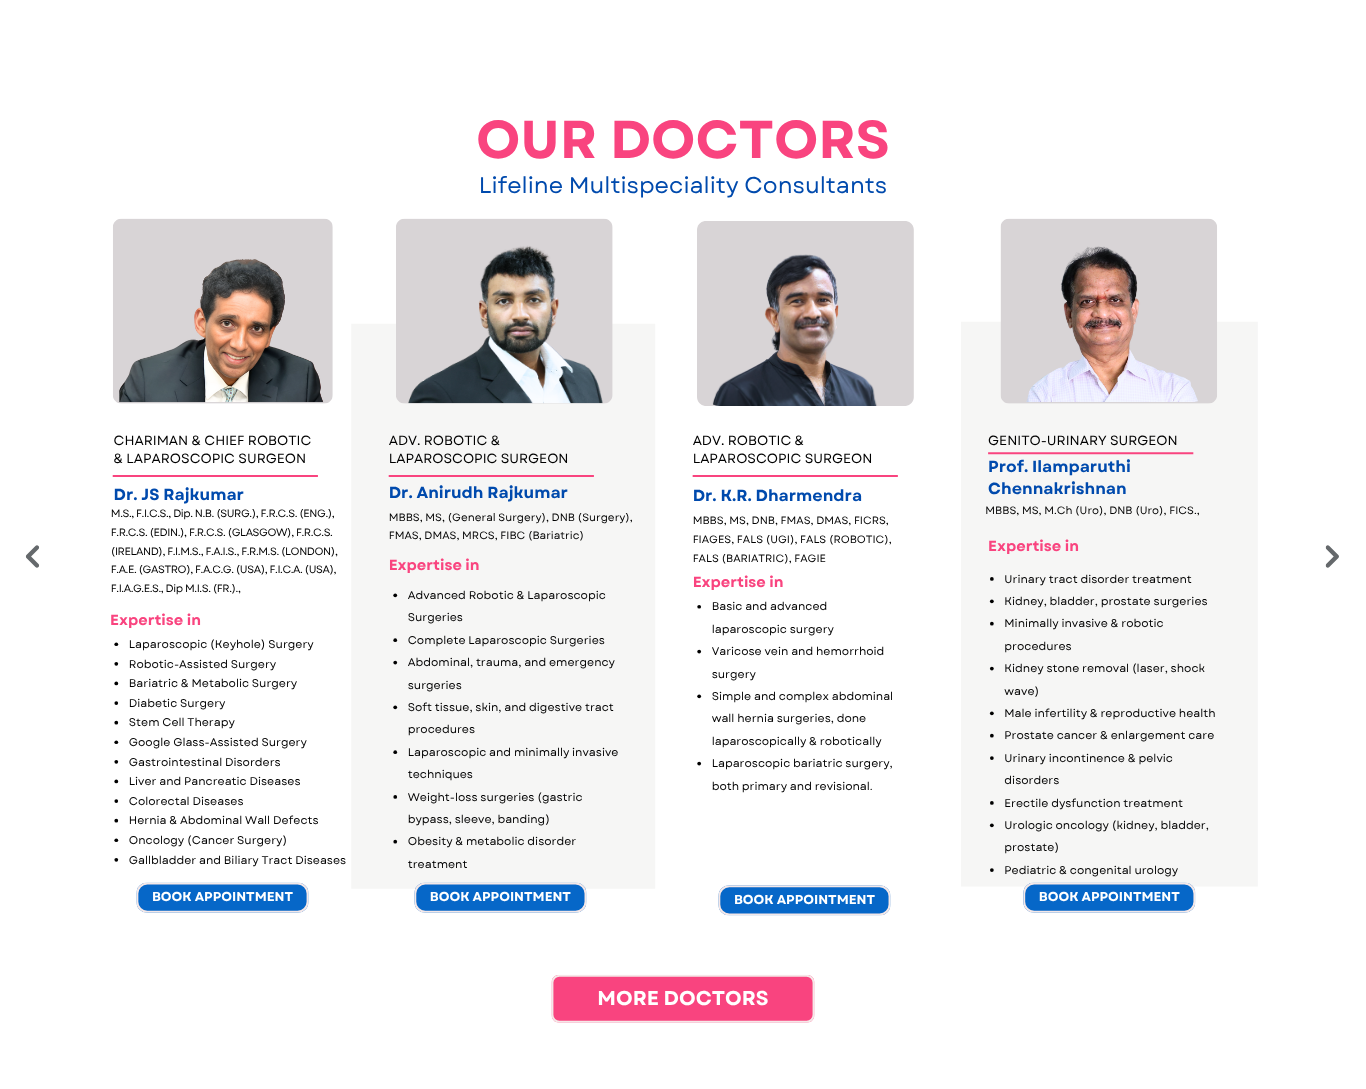 OUR DOCTORS
Lifeline Multispeciality Consultants
CHARIMAN & CHIEF ROBOTIC
& LAPAROSCOPIC SURGEON
Dr. JS Rajkumar
M.S., F.I.C.S., Dip. N.B. (SURG.), F.R.C.S. (ENG.),
F.R.C.S. (EDIN.), F.R.C.S. (GLASGOW), F.R.C.S.
(IRELAND), F.I.M.S., F.A.I.S., F.R.M.S. (LONDON),
F.A.E. (GASTRO), F.A.C.G. (USA), F.I.C.A. (USA),
F.I.A.G.E.S., Dip M.I.S. (FR.).,
Expertise in
• Laparoscopic (Keyhole) Surgery
• Robotic-Assisted Surgery
• Bariatric & Metabolic Surgery
• Diabetic Surgery
• Stem Cell Therapy
• Google Glass-Assisted Surgery
• Gastrointestinal Disorders
• Liver and Pancreatic Diseases
• Colorectal Diseases
• Hernia & Abdominal Wall Defects
• Oncology (Cancer Surgery)
• Gallbladder and Biliary Tract Diseases
BOOK APPOINTMENT
ADV. ROBOTIC &
LAPAROSCOPIC SURGEON
Dr. Anirudh Rajkumar
MBBS, MS, (General Surgery), DNB (Surgery),
FMAS, DMAS, MRCS, FIBC (Bariatric)
Expertise in
• Advanced Robotic & Laparoscopic
Surgeries
• Complete Laparoscopic Surgeries
• Abdominal, trauma, and emergency
surgeries
• Soft tissue, skin, and digestive tract
procedures
• Laparoscopic and minimally invasive
techniques
• Weight-loss surgeries (gastric
bypass, sleeve, banding)
• Obesity & metabolic disorder
treatment
BOOK APPOINTMENT
ADV. ROBOTIC &
LAPAROSCOPIC SURGEON
Dr. K.R. Dharmendra
MBBS, MS, DNB, FMAS, DMAS, FICRS,
FIAGES, FALS (UGI), FALS (ROBOTIC),
FALS (BARIATRIC), FAGIE
Expertise in
• Basic and advanced
laparoscopic surgery
• Varicose vein and hemorrhoid
surgery
• Simple and complex abdominal
wall hernia surgeries, done
laparoscopically & robotically
• Laparoscopic bariatric surgery,
both primary and revisional.
BOOK APPOINTMENT
GENITO-URINARY SURGEON
Prof. Ilamparuthi
Chennakrishnan
MBBS, MS, M.Ch (Uro), DNB (Uro), FICS.,
Expertise in
• Urinary tract disorder treatment
• Kidney, bladder, prostate surgeries
• Minimally invasive & robotic
procedures
• Kidney stone removal (laser, shock
wave)
• Male infertility & reproductive health
• Prostate cancer & enlargement care
• Urinary incontinence & pelvic
disorders
• Erectile dysfunction treatment
• Urologic oncology (kidney, bladder,
prostate)
• Pediatric & congenital urology
BOOK APPOINTMENT
MORE DOCTORS